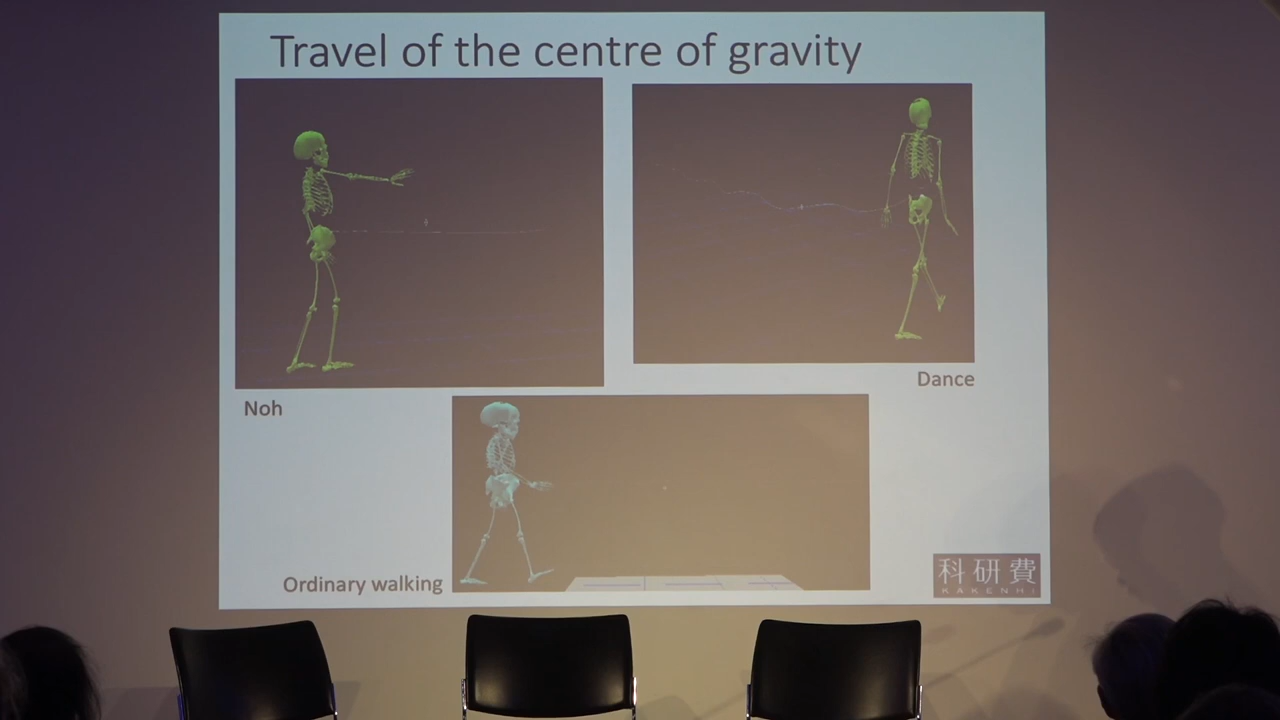 Travel of the centre of gravity
Noh
Dance
Ordinary walking
科研費
KAKENHI